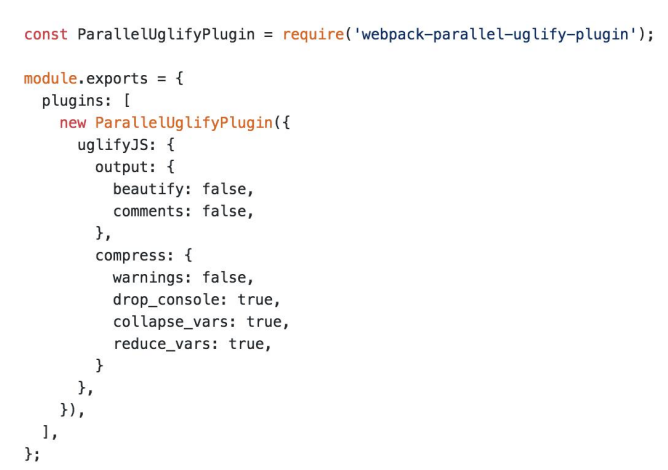 const ParallelUglifyPlugin = require('webpack-parallel-uglify-plugin');

module.exports = {
  plugins: [
    new ParallelUglifyPlugin({
      uglifyJS: {
        output: {
          beautify: false,
          comments: false,
        },
        compress: {
          warnings: false,
          drop_console: true,
          collapse_vars: true,
          reduce_vars: true,
        }
      },
    }),
  ],
};